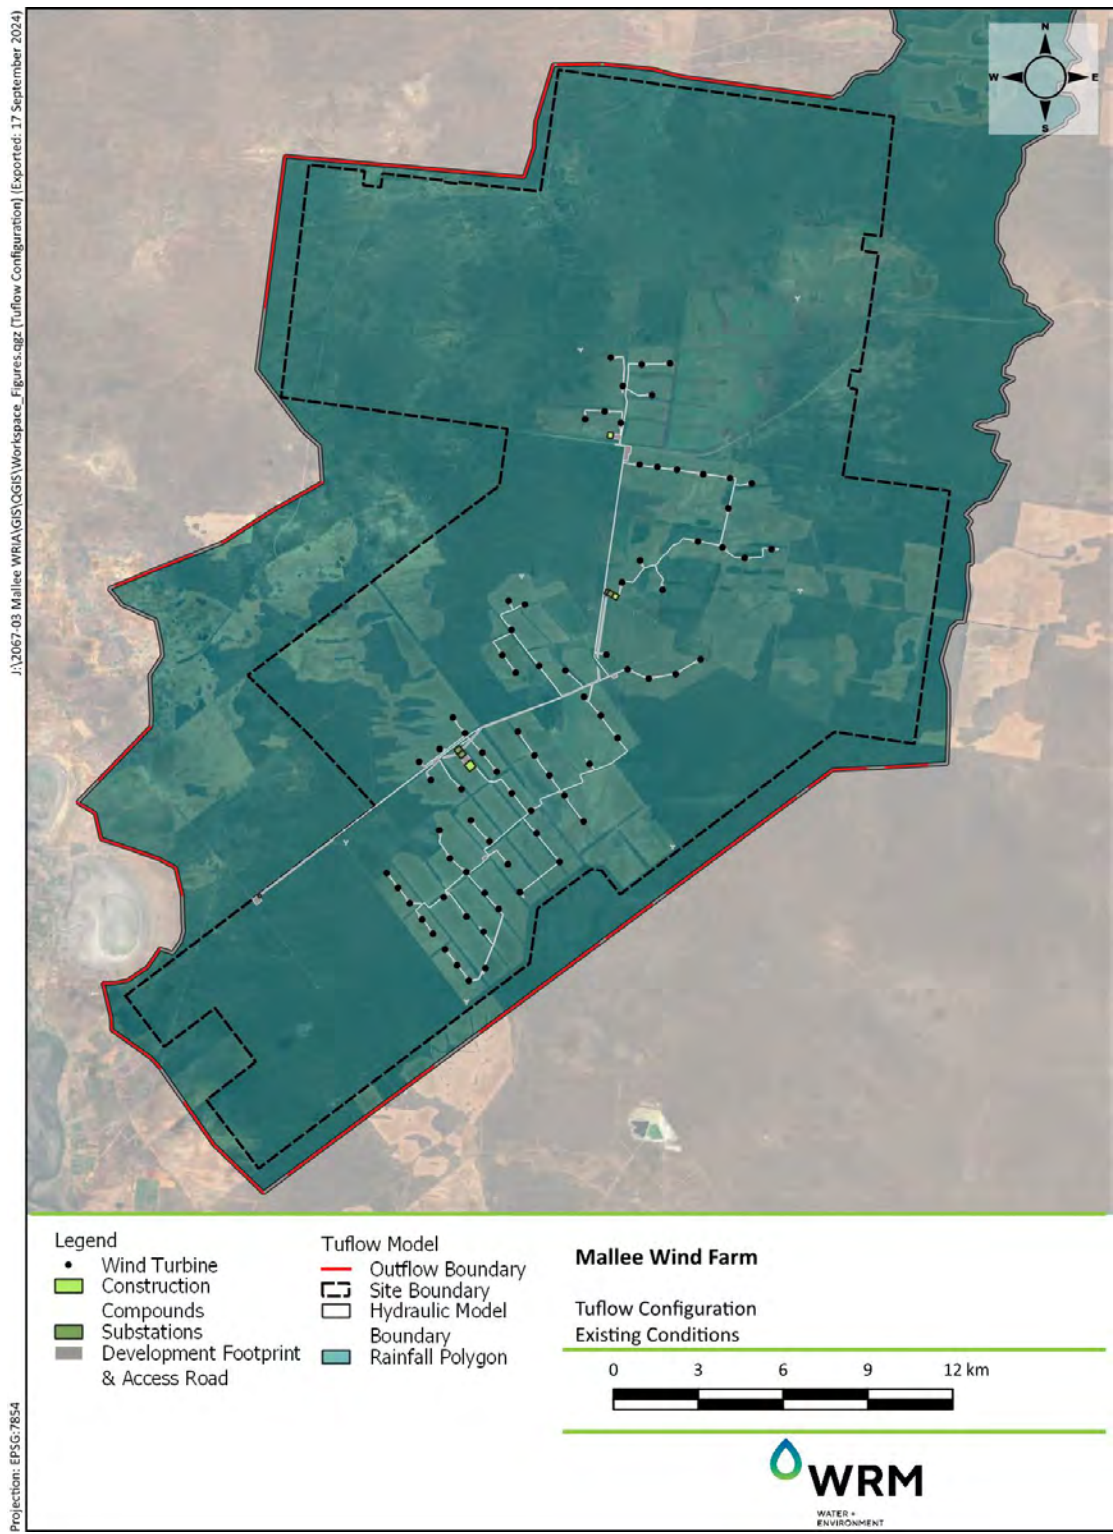 J:\2067-03 Mallee WRIA\GIS\QGIS\Workspace_Figures.qgz (Tuflow Configuration) (Exported: 17 September 2024)
N
W
E
S
Legend
Wind Turbine
Construction
Compounds
Substations
Development Footprint
& Access Road
Tuflow Model
Outflow Boundary
Site Boundary
Hydraulic Model
Boundary
Rainfall Polygon
Mallee Wind Farm
Tuflow Configuration
Existing Conditions
0 3 6 9 12 km
WRM
WATER +
ENVIRONMENT
Projection: EPSG:7854